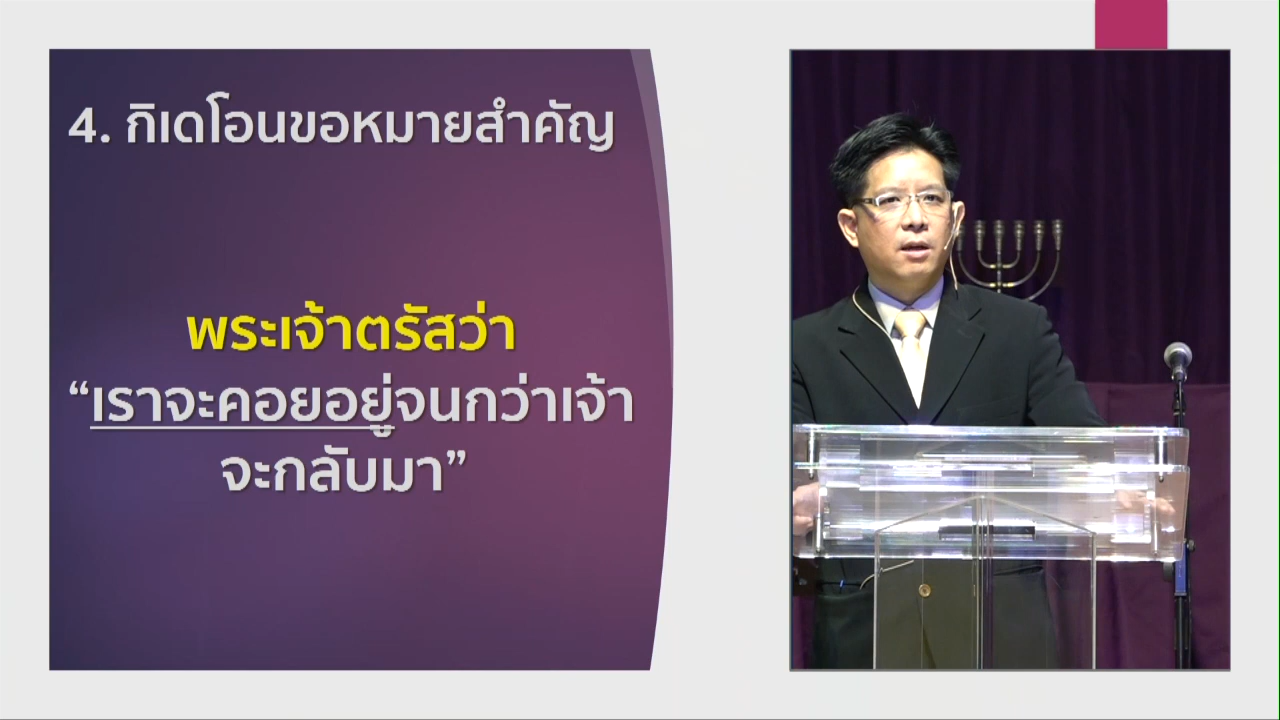 4. กิเดโอนขอหมายสำคัญ
พระเจ้าตรัสว่า
“เราจะคอยอยู่จนกว่าเจ้า
จะกลับมา”